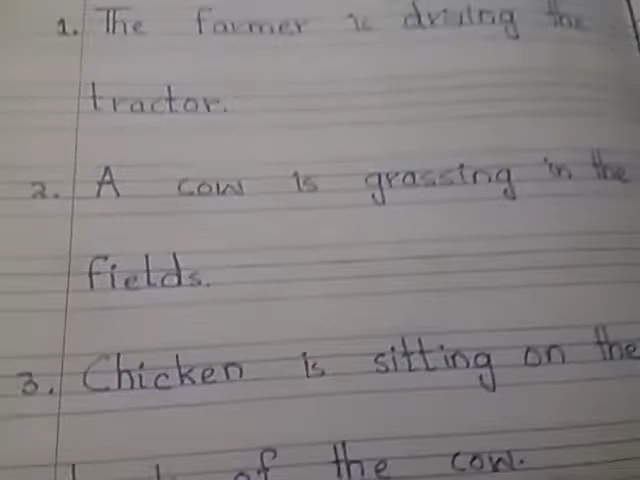 1. The farmer is driving the
tractor.
2. A cow is grassing in the
fields.
3. Chicken is sitting on the
of the cow.